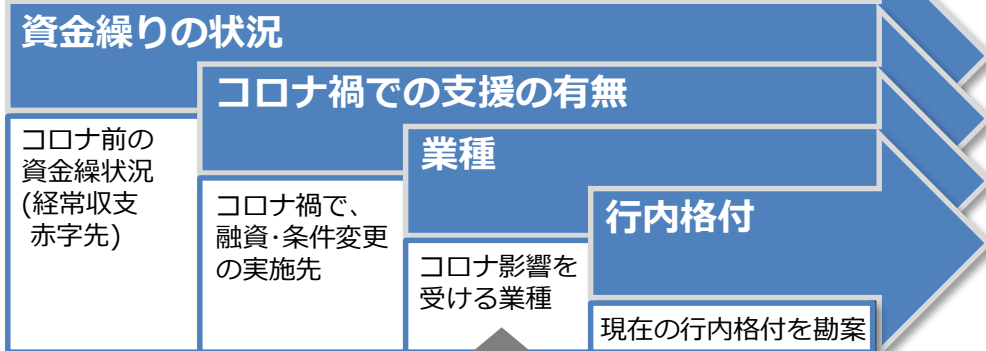 資金繰りの状況
コロナ前の
資金繰状況
(経常収支
赤字先)
コロナ禍での支援の有無
コロナ禍で、
融資･条件変更
の実施先
業種
コロナ影響を
受ける業種
行内格付
現在の行内格付を勘案